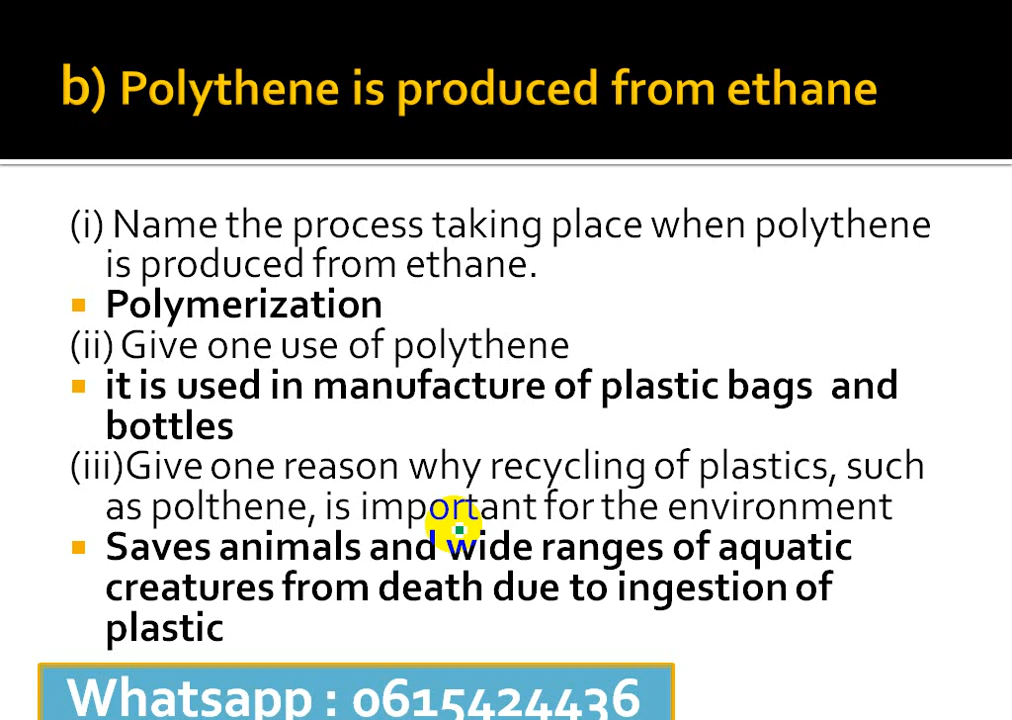 b) Polythene is produced from ethane
(i) Name the process taking place when polythene
is produced from ethane.
Polymerization
(ii) Give one use of polythene
it is used in manufacture of plastic bags and
bottles
(iii)Give one reason why recycling of plastics, such
as polthene, is important for the environment
Saves animals and wide ranges of aquatic
creatures from death due to ingestion of
plastic
Whatsapp : 0615424436